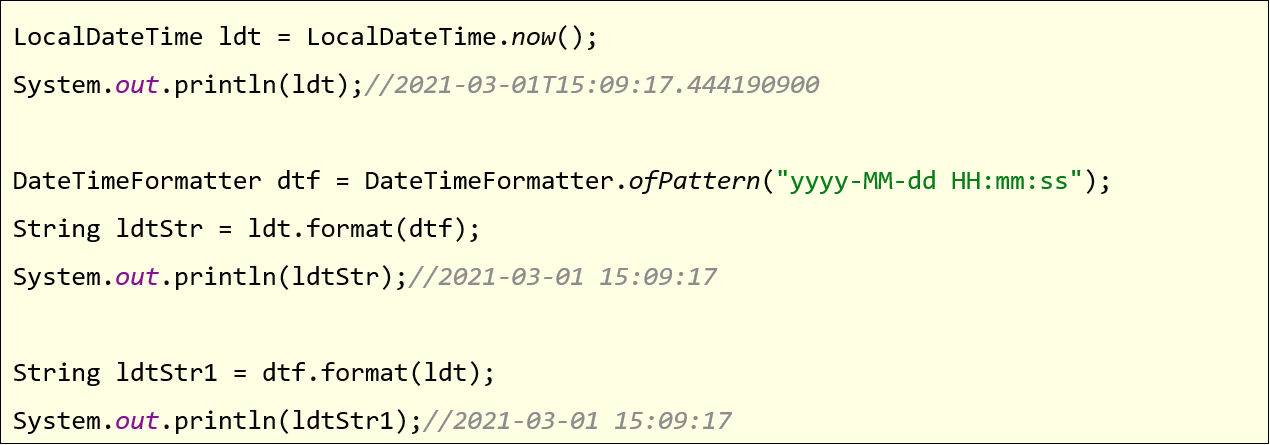 LocalDateTime ldt = LocalDateTime.now();
System.out.println(ldt);//2021-03-01T15:09:17.444190900
DateTimeFormatter dtf = DateTimeFormatter.ofPattern("yyyy-MM-dd HH:mm:ss");
String ldtStr = ldt.format(dtf);
System.out.println(ldtStr);//2021-03-01 15:09:17
String ldtStr1 = dtf.format(ldt);
System.out.println(ldtStr1);//2021-03-01 15:09:17